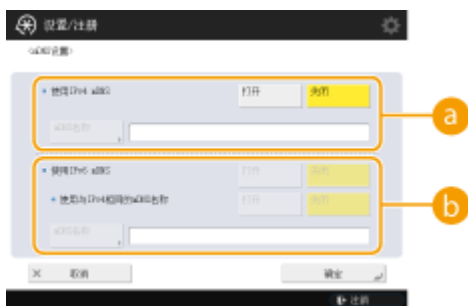 设置/注册
<mDNS设置>
使用IPv4 mDNS
打开
关闭
mDNS名称
a
使用IPv6 mDNS
打开
关闭
使用与IPv4相同的mDNS名称
打开
关闭
mDNS名称
b
× 取消
确定
注销